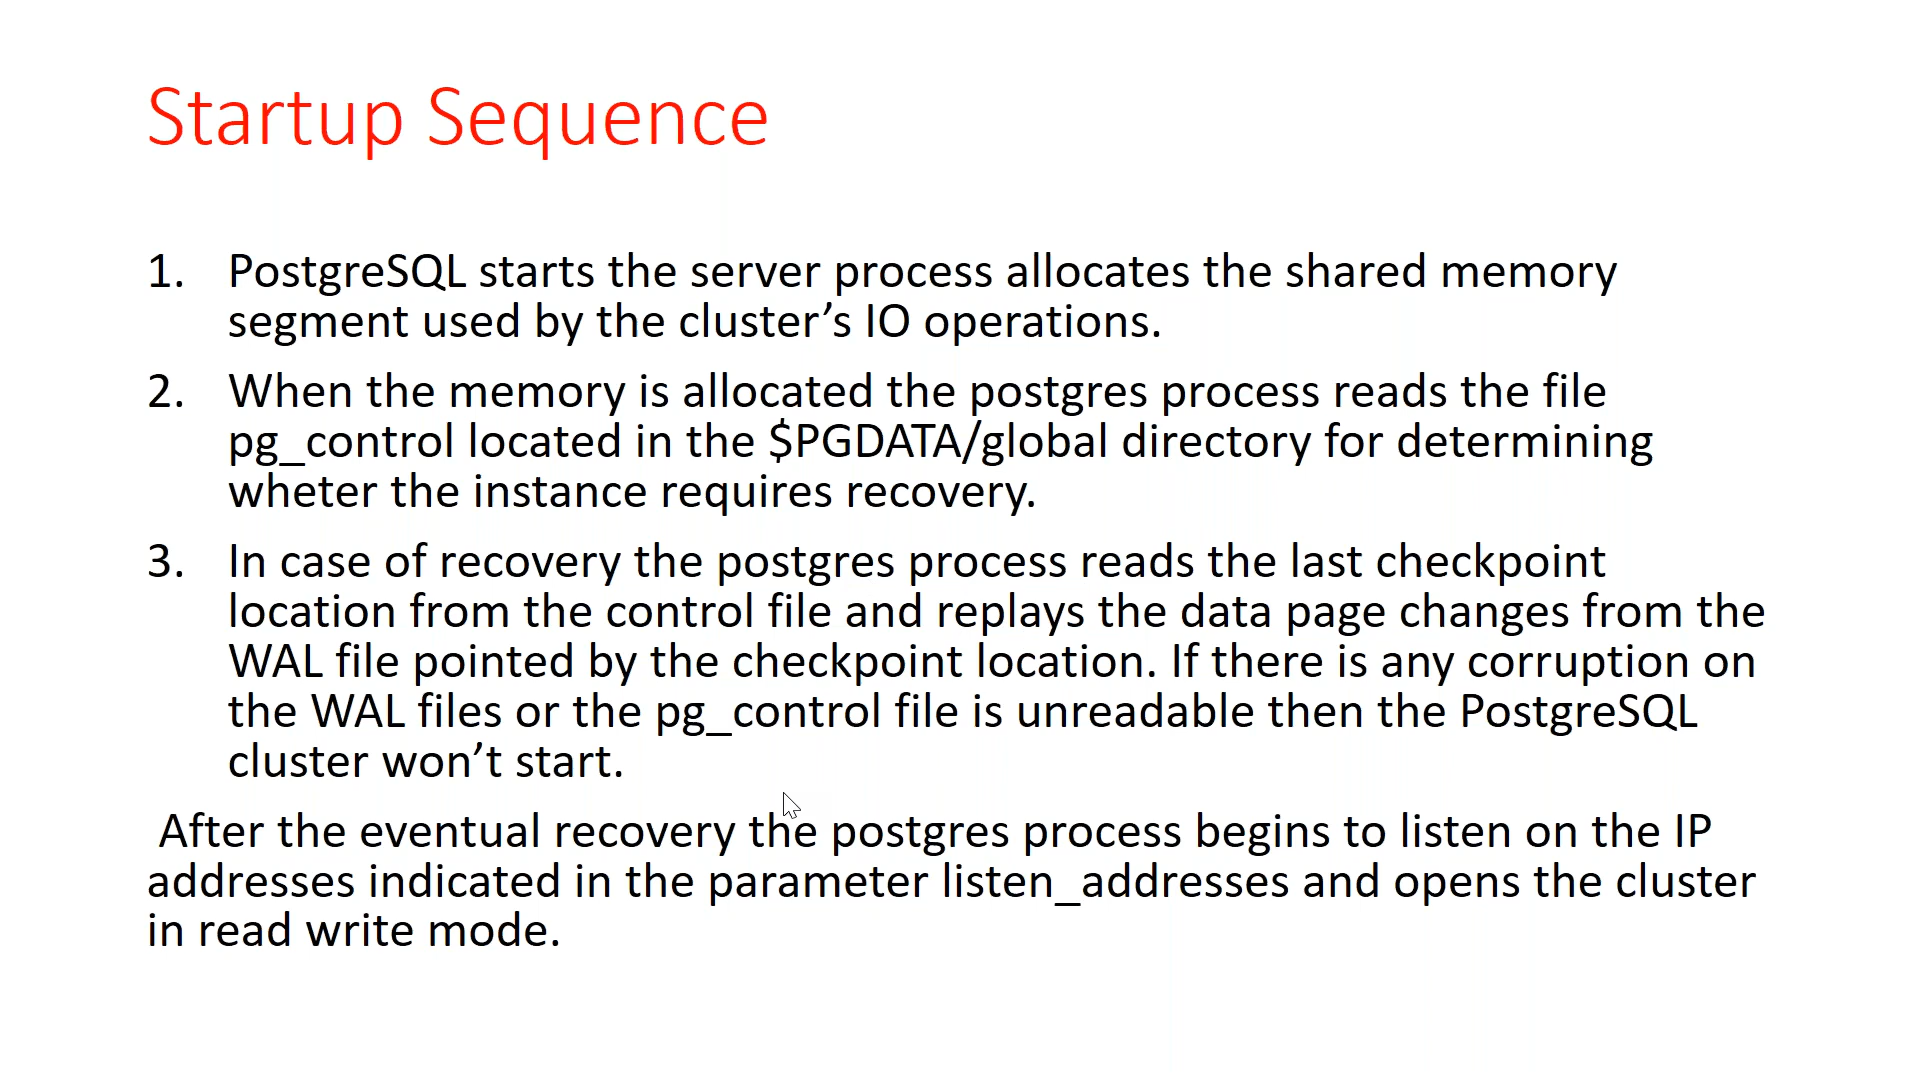 Startup Sequence
1. PostgreSQL starts the server process allocates the shared memory
segment used by the cluster’s IO operations.
2. When the memory is allocated the postgres process reads the file
pg_control located in the $PGDATA/global directory for determining
wheter the instance requires recovery.
3. In case of recovery the postgres process reads the last checkpoint
location from the control file and replays the data page changes from the
WAL file pointed by the checkpoint location. If there is any corruption on
the WAL files or the pg_control file is unreadable then the PostgreSQL
cluster won’t start.
After the eventual recovery the postgres process begins to listen on the IP
addresses indicated in the parameter listen_addresses and opens the cluster
in read write mode.